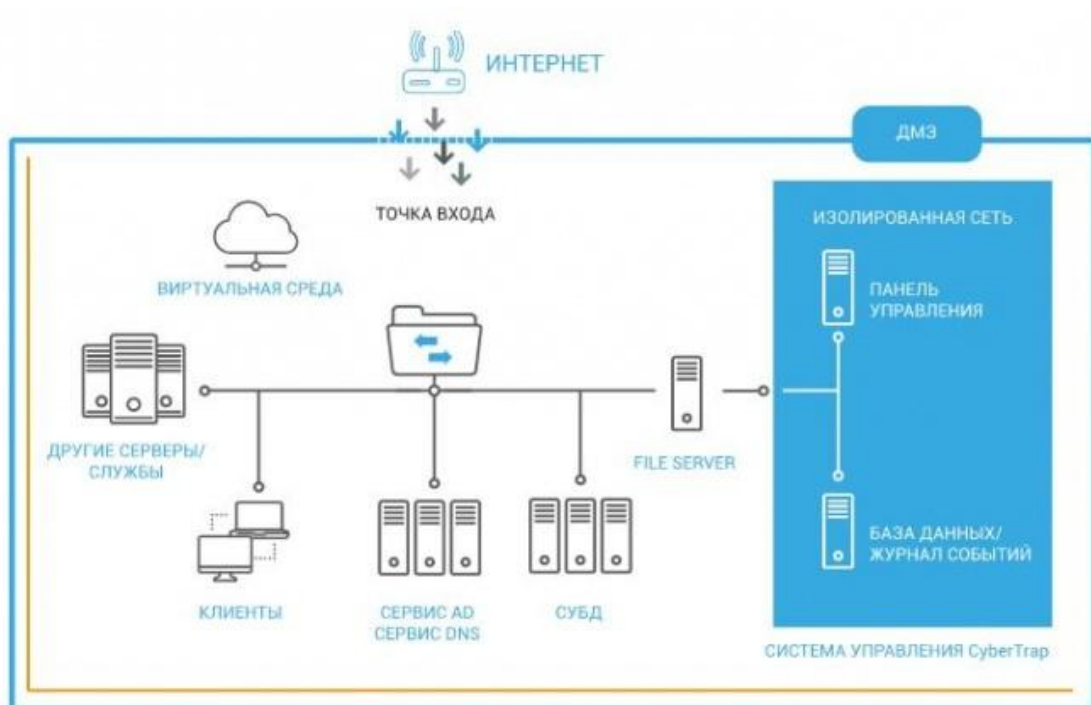 ИНТЕРНЕТ
ДМЗ
ТОЧКА ВХОДА
ИЗОЛИРОВАННАЯ СЕТЬ
ВИРТУАЛЬНАЯ СРЕДА
ПАНЕЛЬ
УПРАВЛЕНИЯ
ДРУГИЕ СЕРВЕРЫ/
СЛУЖБЫ
FILE SERVER
БАЗА ДАННЫХ/
ЖУРНАЛ СОБЫТИЙ
КЛИЕНТЫ
СЕРВИС AD
СЕРВИС DNS
СУБД
СИСТЕМА УПРАВЛЕНИЯ CyberTrap